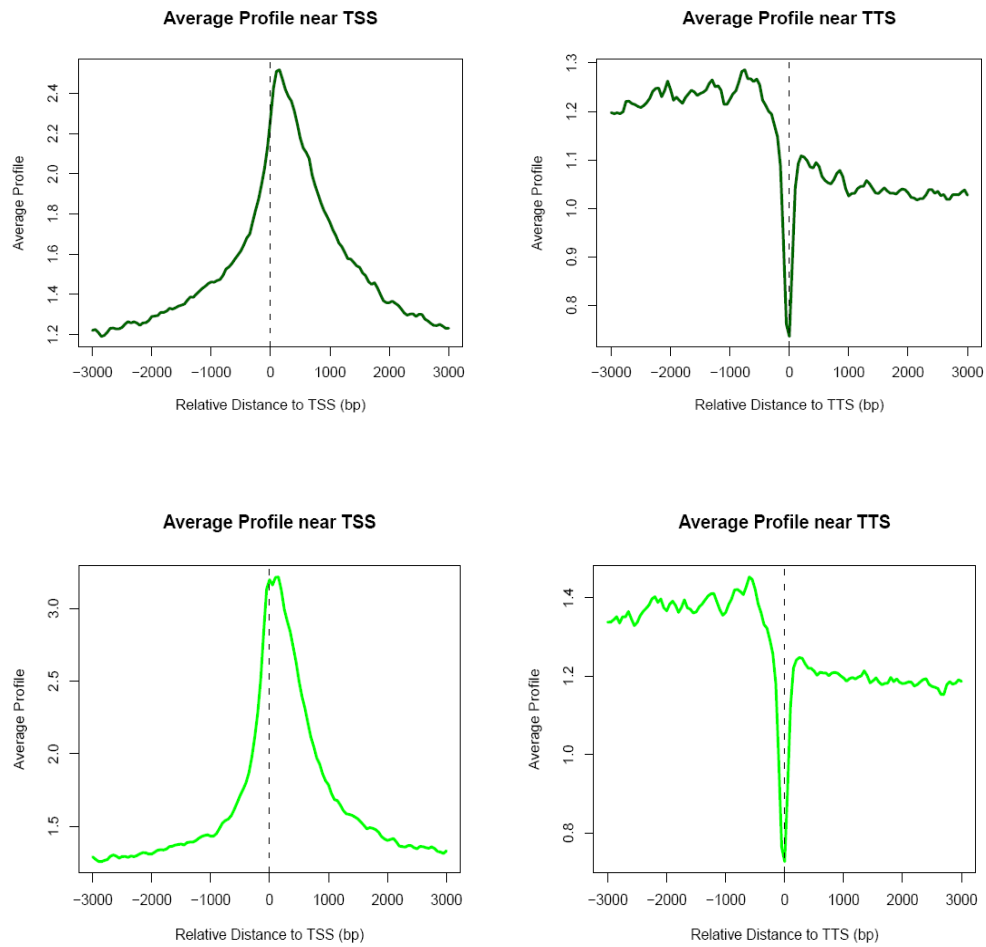 Average Profile near TSS
Average Profile
2.4
2.2
2.0
1.8
1.6
1.4
1.2
−3000 −2000 −1000 0 1000 2000 3000
Relative Distance to TSS (bp)
Average Profile near TTS
Average Profile
1.3
1.2
1.1
1.0
0.9
0.8
−3000 −2000 −1000 0 1000 2000 3000
Relative Distance to TTS (bp)
Average Profile near TSS
Average Profile
3.0
2.5
2.0
1.5
−3000 −2000 −1000 0 1000 2000 3000
Relative Distance to TSS (bp)
Average Profile near TTS
Average Profile
1.4
1.2
1.0
0.8
−3000 −2000 −1000 0 1000 2000 3000
Relative Distance to TTS (bp)